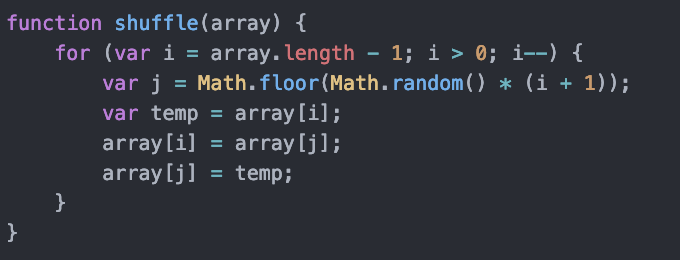 function shuffle(array) {
    for (var i = array.length - 1; i > 0; i--) {
        var j = Math.floor(Math.random() * (i + 1));
        var temp = array[i];
        array[i] = array[j];
        array[j] = temp;
    }
}